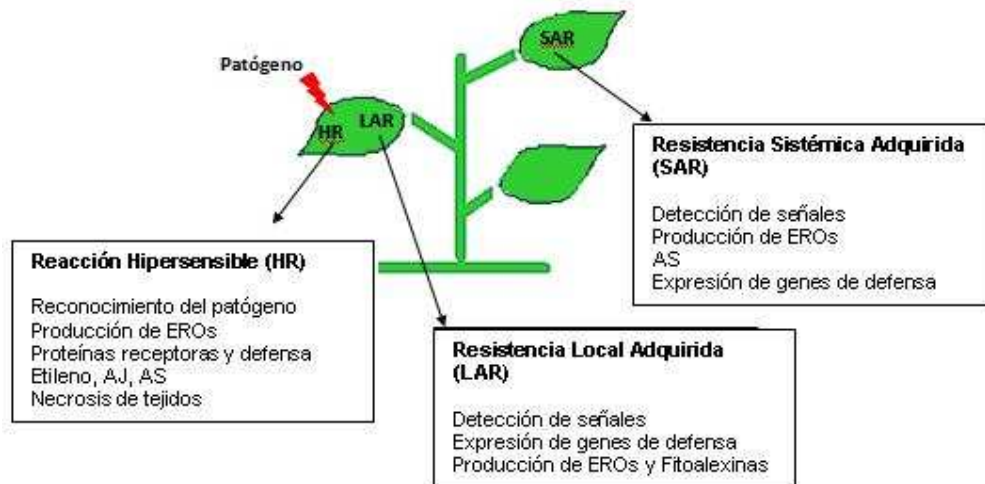 SAR
Patógeno
HR LAR
Resistencia Sistémica Adquirida
(SAR)
Detección de señales
Producción de EROs
AS
Expresión de genes de defensa
Reacción Hipersensible (HR)
Reconocimiento del patógeno
Producción de EROs
Proteínas receptoras y defensa
Etileno, AJ, AS
Necrosis de tejidos
Resistencia Local Adquirida
(LAR)
Detección de señales
Expresión de genes de defensa
Producción de EROs y Fitoalexinas